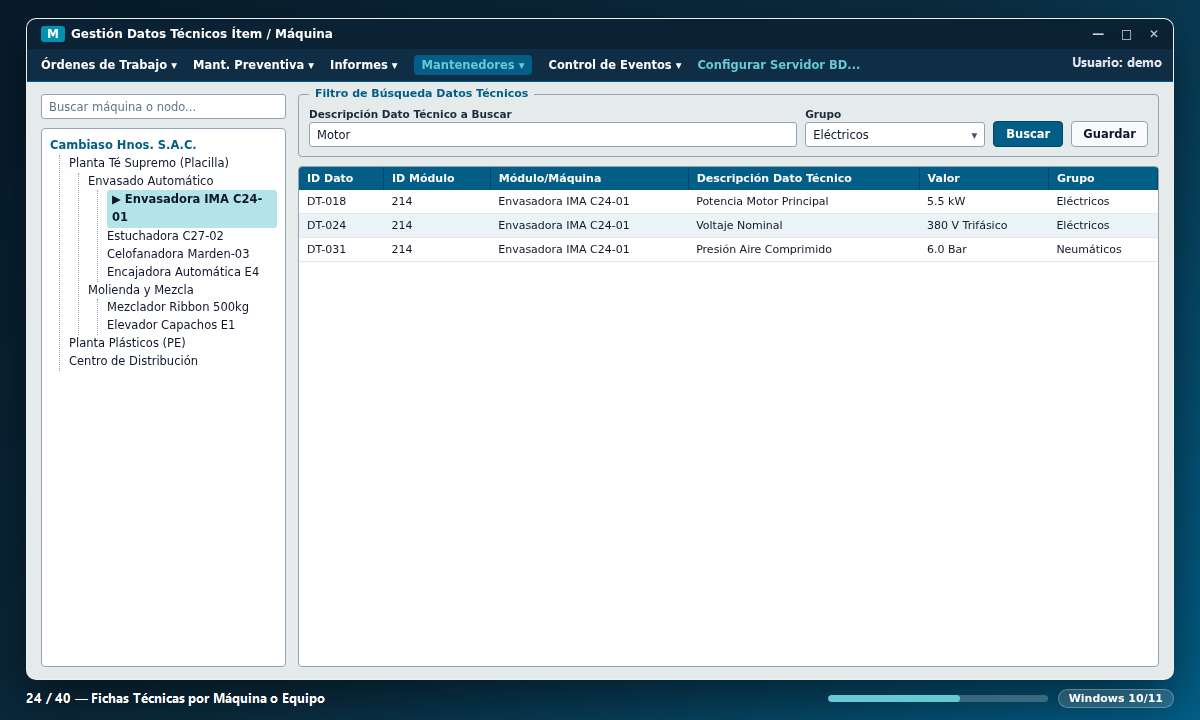 M Gestión Datos Técnicos Ítem / Máquina
Órdenes de Trabajo ▾ Mant. Preventiva ▾ Informes ▾ Mantenedores ▾ Control de Eventos ▾ Configurar Servidor BD... Usuario: demo
Buscar máquina o nodo...
Cambiaso Hnos. S.A.C.
Planta Té Supremo (Placilla)
Envasado Automático
▶ Envasadora IMA C24-
01
Estuchadora C27-02
Celofanadora Marden-03
Encajadora Automática E4
Molienda y Mezcla
Mezclador Ribbon 500kg
Elevador Capachos E1
Planta Plásticos (PE)
Centro de Distribución
Filtro de Búsqueda Datos Técnicos
Descripción Dato Técnico a Buscar Grupo
Motor Eléctricos ▾ Buscar Guardar
ID Dato ID Módulo Módulo/Máquina Descripción Dato Técnico Valor Grupo
DT-018 214 Envasadora IMA C24-01 Potencia Motor Principal 5.5 kW Eléctricos
DT-024 214 Envasadora IMA C24-01 Voltaje Nominal 380 V Trifásico Eléctricos
DT-031 214 Envasadora IMA C24-01 Presión Aire Comprimido 6.0 Bar Neumáticos
24 / 40 — Fichas Técnicas por Máquina o Equipo Windows 10/11